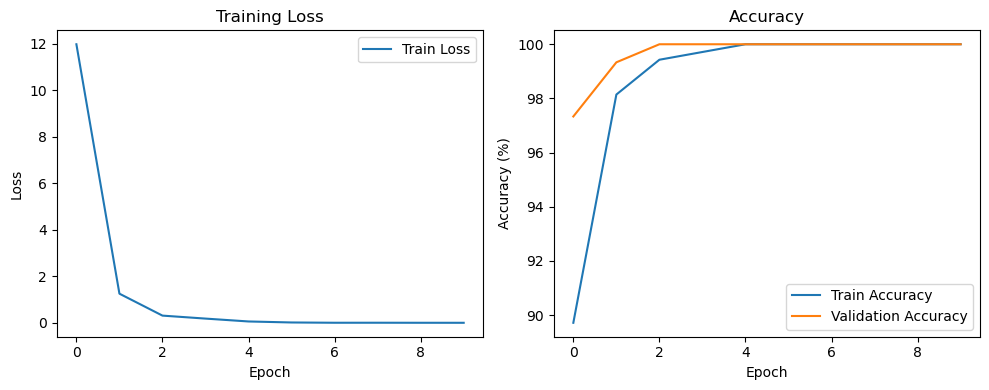 Training Loss
Train Loss
12
10
8
6
4
2
0
Loss
0 2 4 6 8
Epoch
Accuracy
100
98
96
94
92
90
Accuracy (%)
Train Accuracy
Validation Accuracy
0 2 4 6 8
Epoch